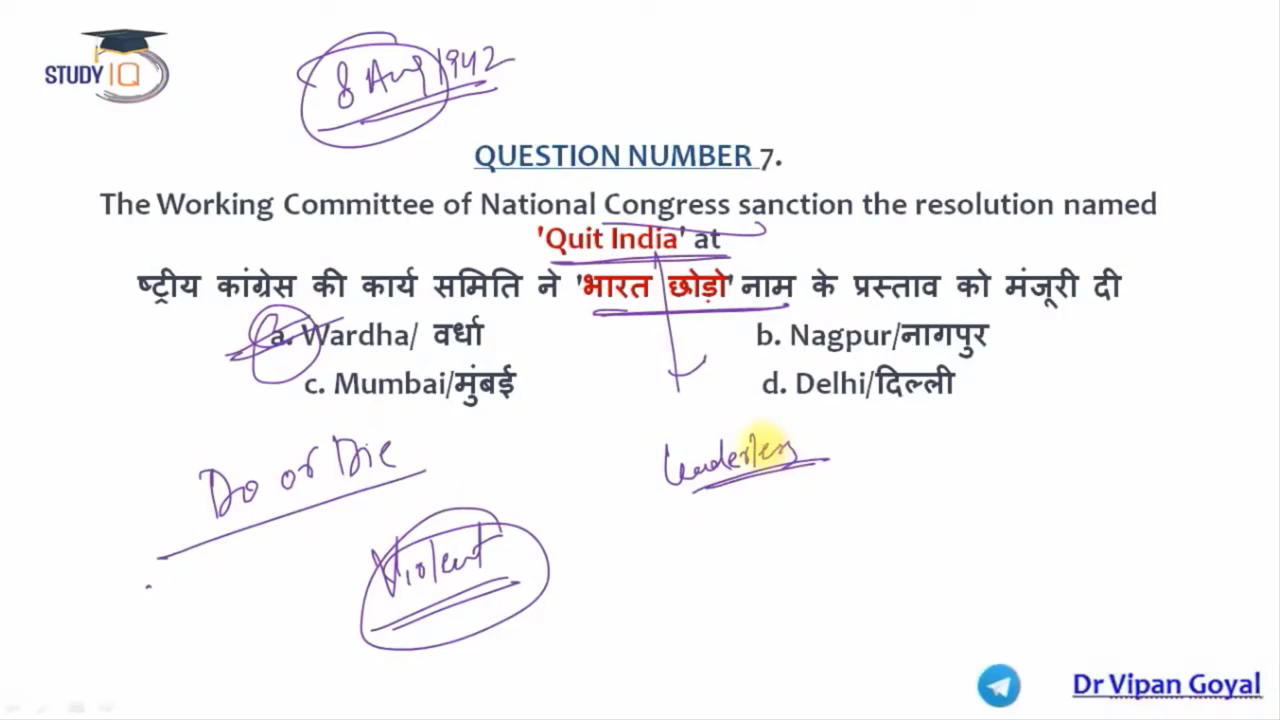 STUDY IQ
8 Aug 1942
QUESTION NUMBER 7.
The Working Committee of National Congress sanction the resolution named
'Quit India' at
ष्ट्रीय कांग्रेस की कार्य समिति ने 'भारत छोड़ो' नाम के प्रस्ताव को मंजूरी दी
a. Wardha/ वर्धा
b. Nagpur/नागपुर
c. Mumbai/मुंबई
d. Delhi/दिल्ली
Do or Die
Leaderless
Violent
Dr Vipan Goyal